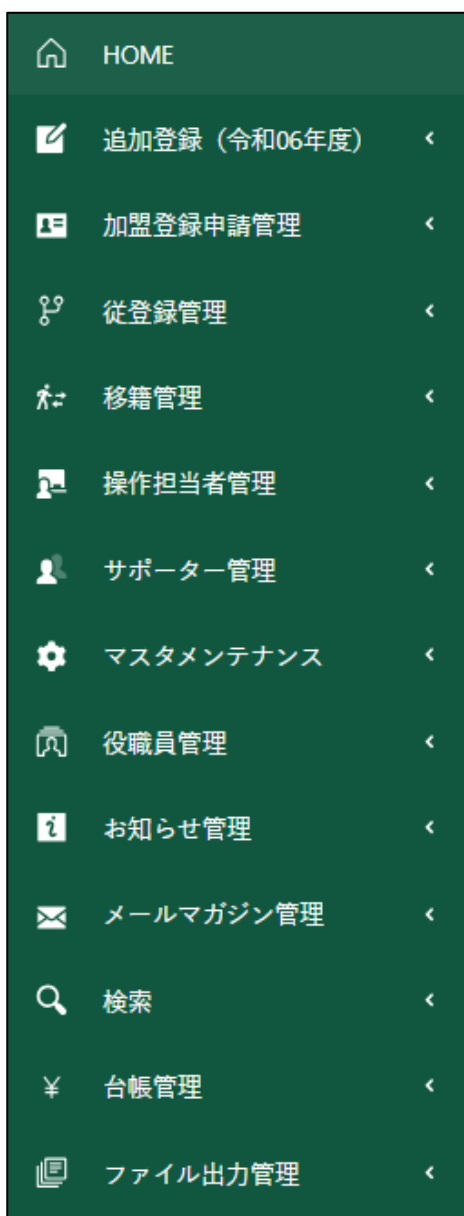 HOME
追加登録（令和06年度）
加盟登録申請管理
従登録管理
移籍管理
操作担当者管理
サポーター管理
マスタメンテナンス
役職員管理
お知らせ管理
メールマガジン管理
検索
台帳管理
ファイル出力管理